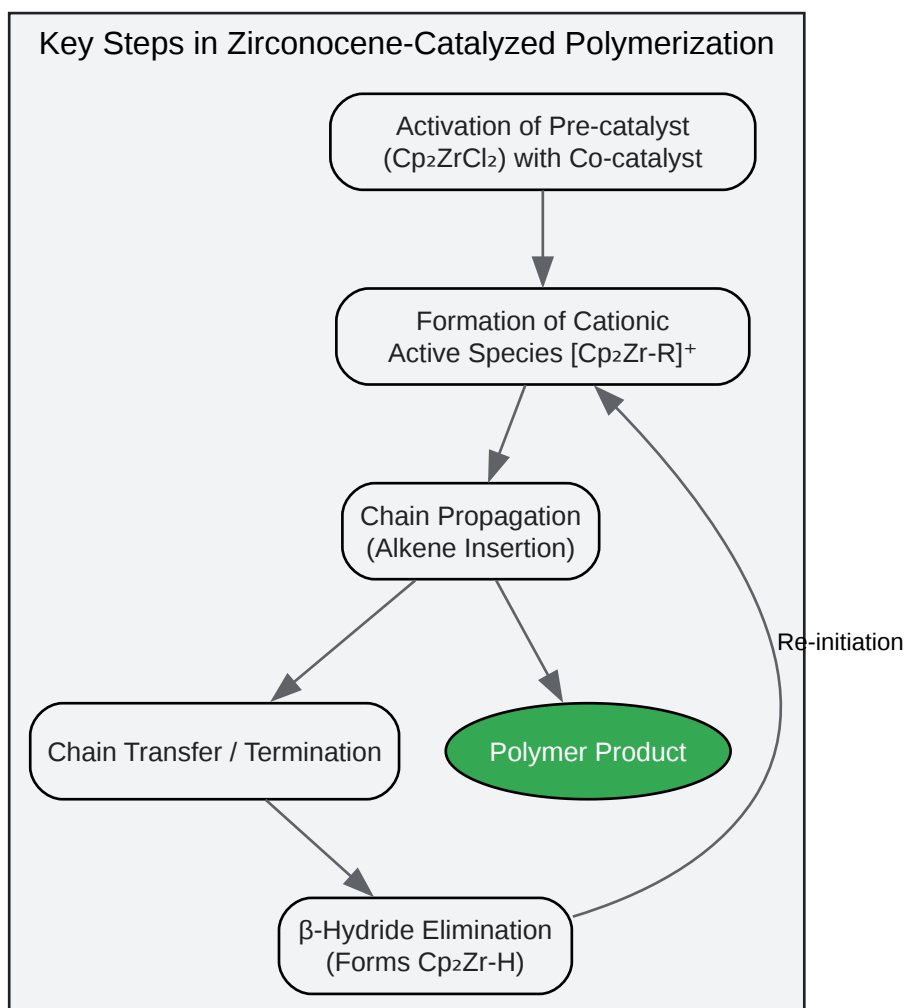 Key Steps in Zirconocene-Catalyzed Polymerization
Activation of Pre-catalyst
(Cp₂ZrCl₂) with Co-catalyst
Formation of Cationic
Active Species [Cp₂Zr-R]⁺
Chain Propagation
(Alkene Insertion)
Re-initiation
Chain Transfer / Termination
Polymer Product
β-Hydride Elimination
(Forms Cp₂Zr-H)